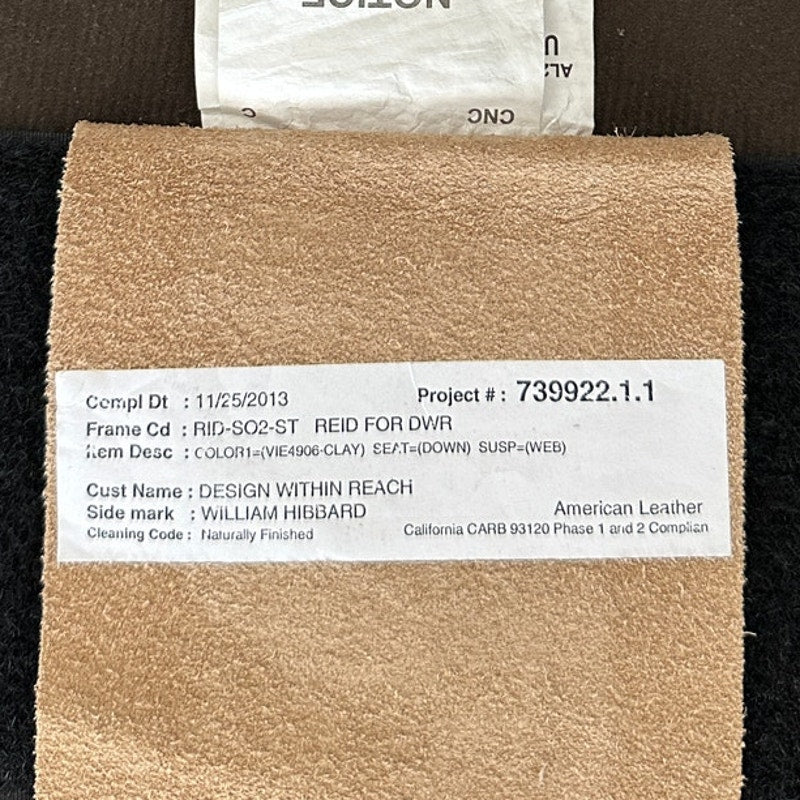 NOTICE
CNC
Compl Dt : 11/25/2013 Project # : 739922.1.1
Frame Cd : RID-SO2-ST REID FOR DWR
Item Desc : COLOR1=(VIE4906-CLAY) SEAT=(DOWN) SUSP=(WEB)
Cust Name : DESIGN WITHIN REACH
Side mark : WILLIAM HIBBARD American Leather
Cleaning Code : Naturally Finished California CARB 93120 Phase 1 and 2 Complian